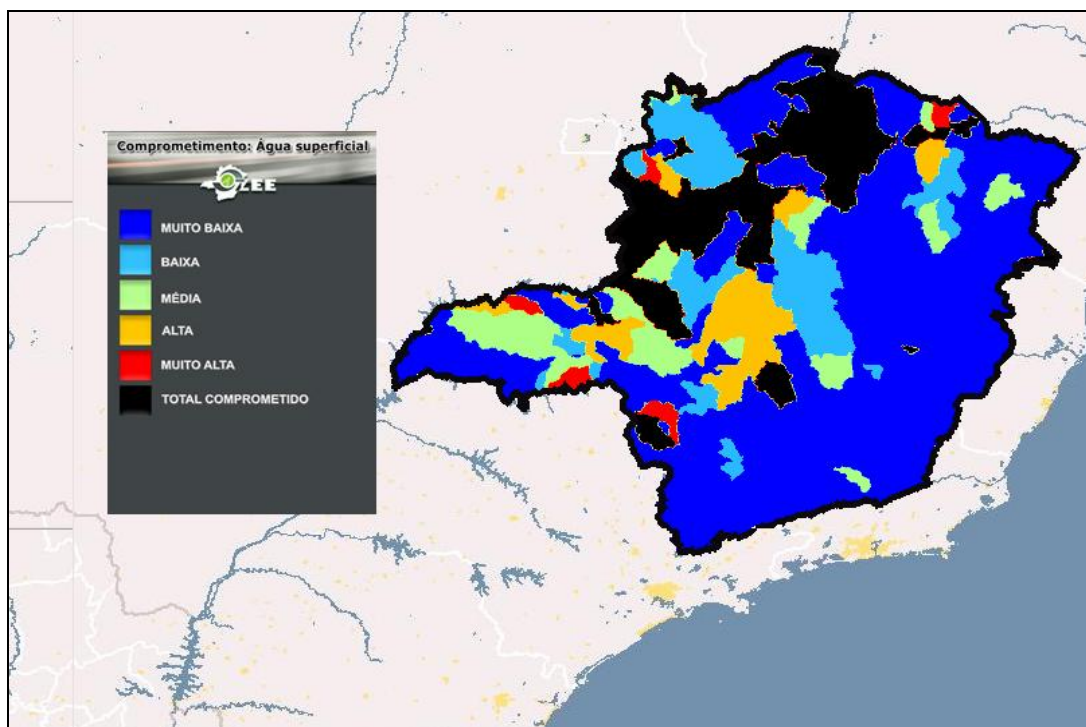 Comprometimento: Água superficial
ZEE
MUITO BAIXA
BAIXA
MÉDIA
ALTA
MUITO ALTA
TOTAL COMPROMETIDO